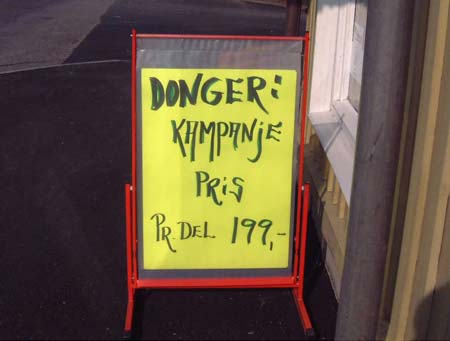 DONGERi:
KAMPANJE
PRiS
PR. DEL 199,-